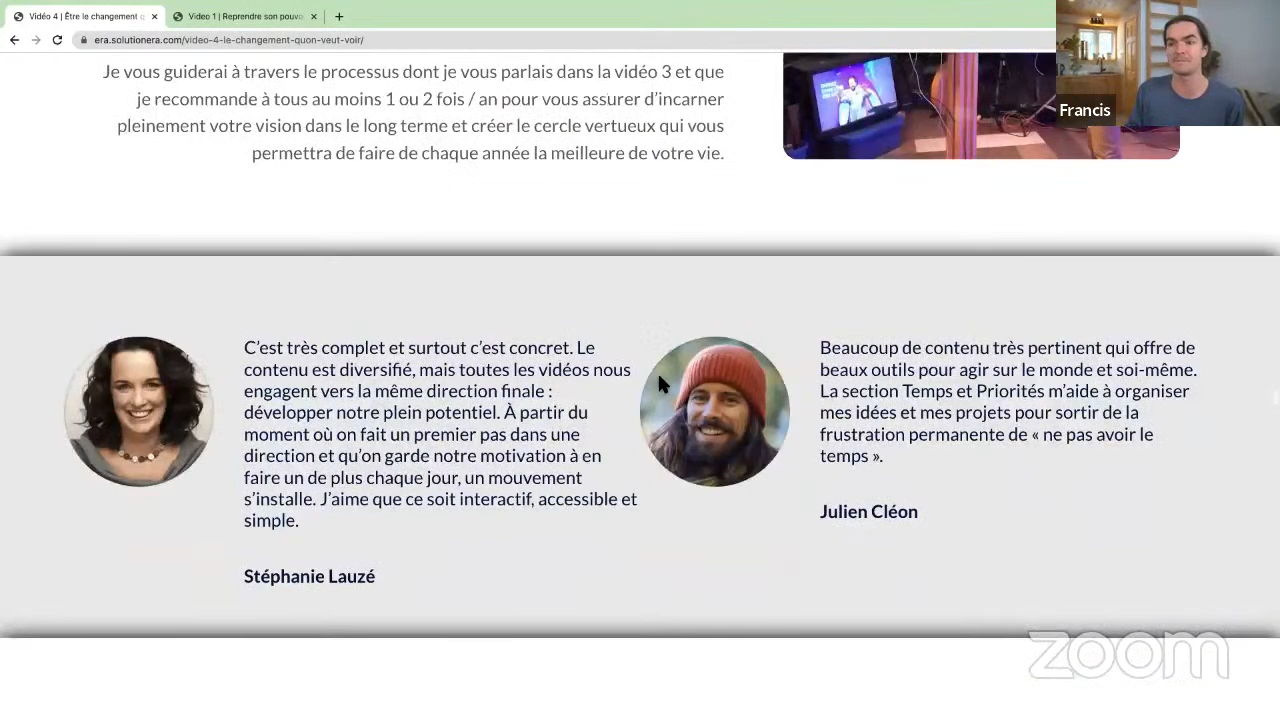 Vidéo 4 | Être le changement q
Video 1 | Reprendre son pouvo
era.solutionera.com/video-4-le-changement-quon-veut-voir/
Je vous guiderai à travers le processus dont je vous parlais dans la vidéo 3 et que
je recommande à tous au moins 1 ou 2 fois / an pour vous assurer d’incarner
pleinement votre vision dans le long terme et créer le cercle vertueux qui vous
permettra de faire de chaque année la meilleure de votre vie.
Francis
C’est très complet et surtout c’est concret. Le
contenu est diversifié, mais toutes les vidéos nous
engagent vers la même direction finale :
développer notre plein potentiel. À partir du
moment où on fait un premier pas dans une
direction et qu’on garde notre motivation à en
faire un de plus chaque jour, un mouvement
s’installe. J’aime que ce soit interactif, accessible et
simple.
Stéphanie Lauzé
Beaucoup de contenu très pertinent qui offre de
beaux outils pour agir sur le monde et soi-même.
La section Temps et Priorités m’aide à organiser
mes idées et mes projets pour sortir de la
frustration permanente de « ne pas avoir le
temps ».
Julien Cléon
zoom